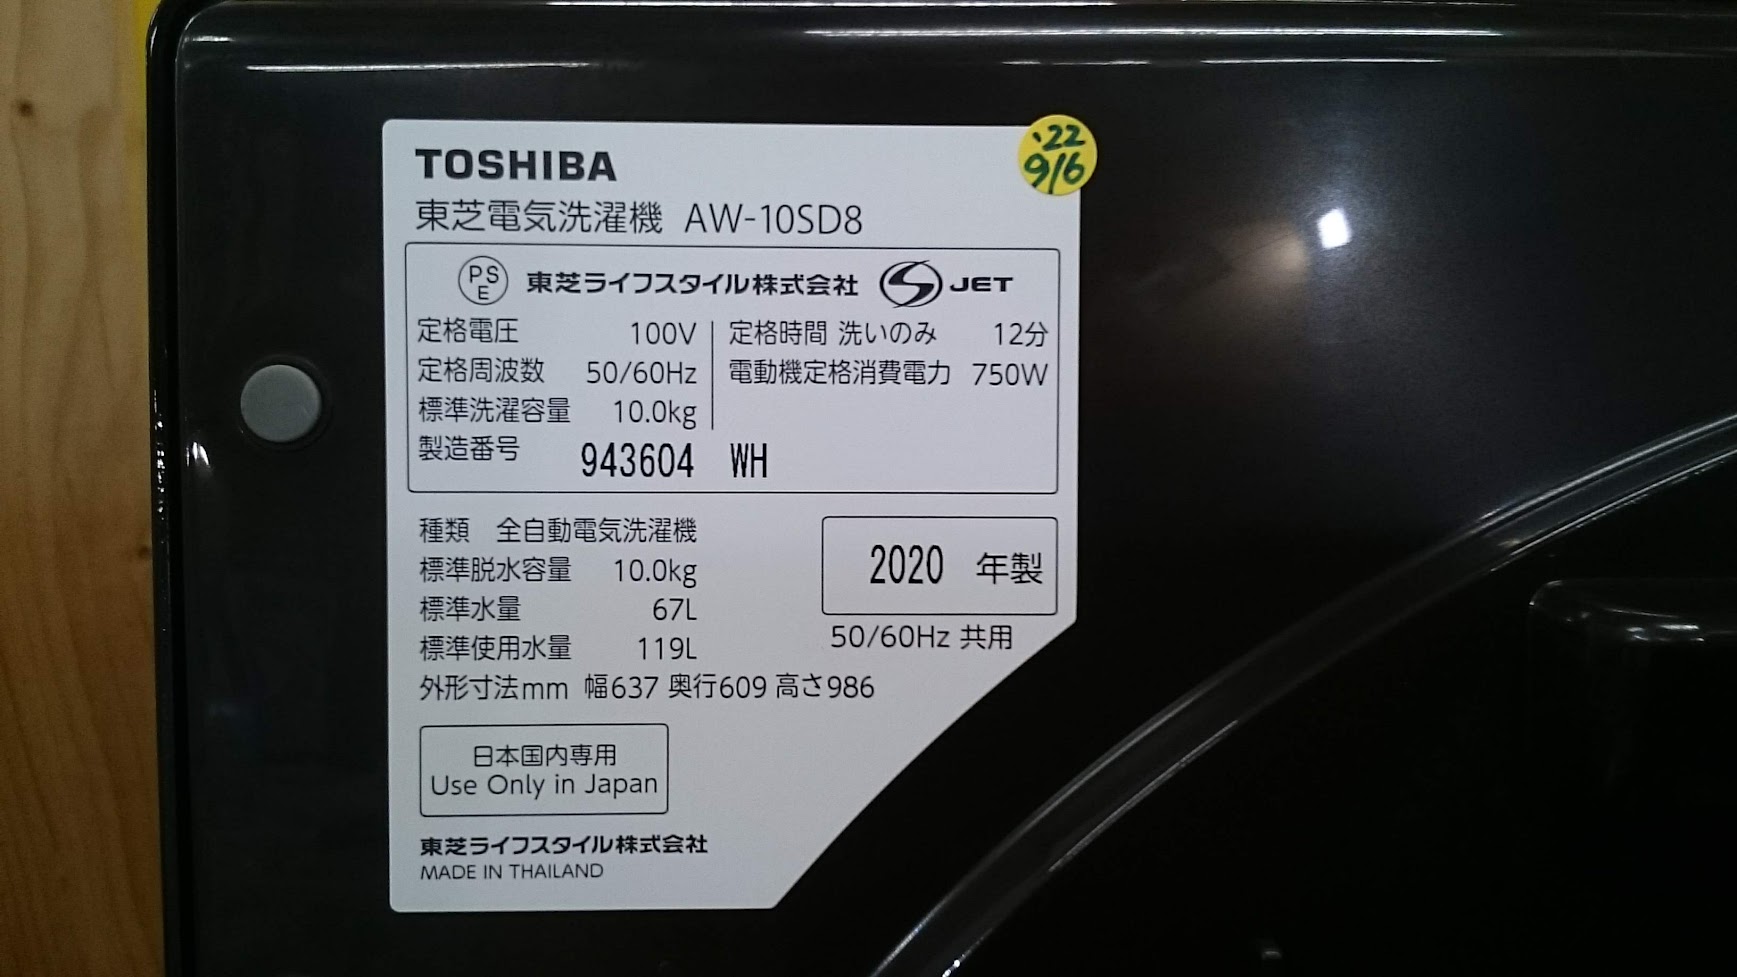 TOSHIBA
'22
9/6
東芝電気洗濯機 AW-10SD8
PS
E
東芝ライフスタイル株式会社 JET
定格電圧 100V
定格周波数 50/60Hz
標準洗濯容量 10.0kg
定格時間 洗いのみ 12分
電動機定格消費電力 750W
製造番号 943604 WH
種類 全自動電気洗濯機
標準脱水容量 10.0kg
標準水量 67L
標準使用水量 119L
2020 年製
50/60Hz 共用
外形寸法mm 幅637 奥行609 高さ986
日本国内専用
Use Only in Japan
東芝ライフスタイル株式会社
MADE IN THAILAND